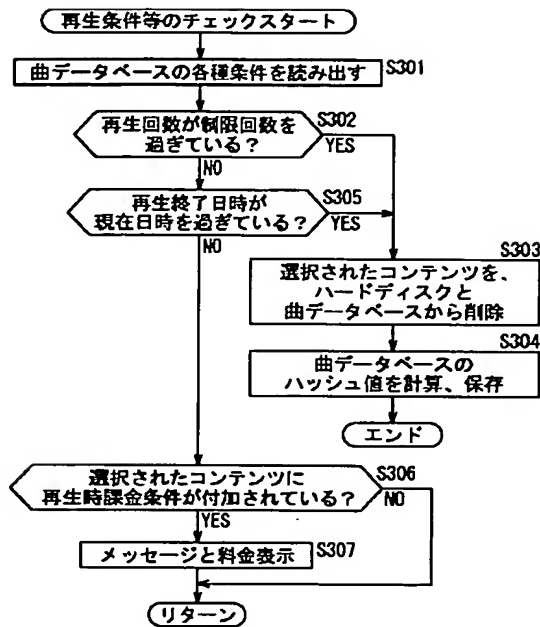 再生条件等のチェックスタート
曲データベースの各種条件を読み出す
S301
再生回数が制限回数を
過ぎている?
S302
YES
NO
再生終了日時が
現在日時を過ぎている?
S305
YES
NO
S303
選択されたコンテンツを、
ハードディスクと
曲データベースから削除
S304
曲データベースの
ハッシュ値を計算、保存
エンド
選択されたコンテンツに
再生時課金条件が付加されている?
S306
NO
YES
メッセージと料金表示
S307
リターン